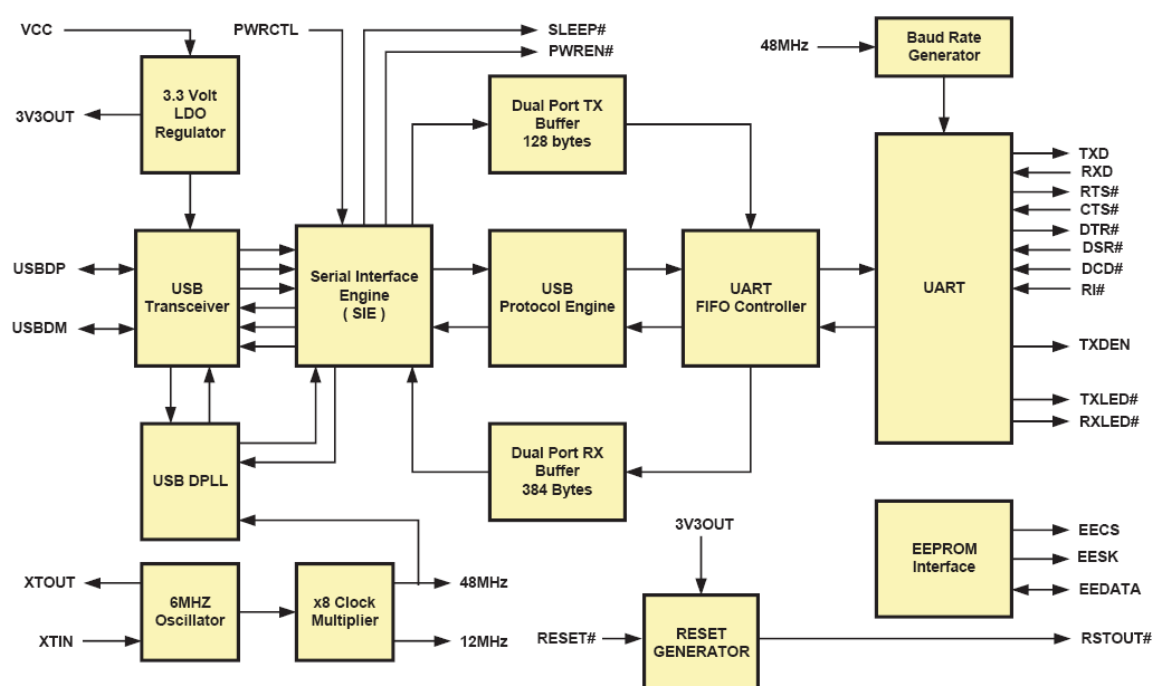 VCC
PWRCTL
SLEEP#
PWREN#
48MHz
Baud Rate
Generator
3.3 Volt
LDO
Regulator
3V3OUT
Dual Port TX
Buffer
128 bytes
TXD
RXD
RTS#
CTS#
DTR#
DSR#
DCD#
RI#
TXDEN
TXLED#
RXLED#
USBDP
USBDM
USB
Transceiver
Serial Interface
Engine
( SIE )
USB
Protocol Engine
UART
FIFO Controller
UART
USB DPLL
Dual Port RX
Buffer
384 Bytes
3V3OUT
EEPROM
Interface
EECS
EESK
EEDATA
XTOUT
XTIN
6MHZ
Oscillator
x8 Clock
Multiplier
48MHz
12MHz
RESET#
RESET
GENERATOR
RSTOUT#